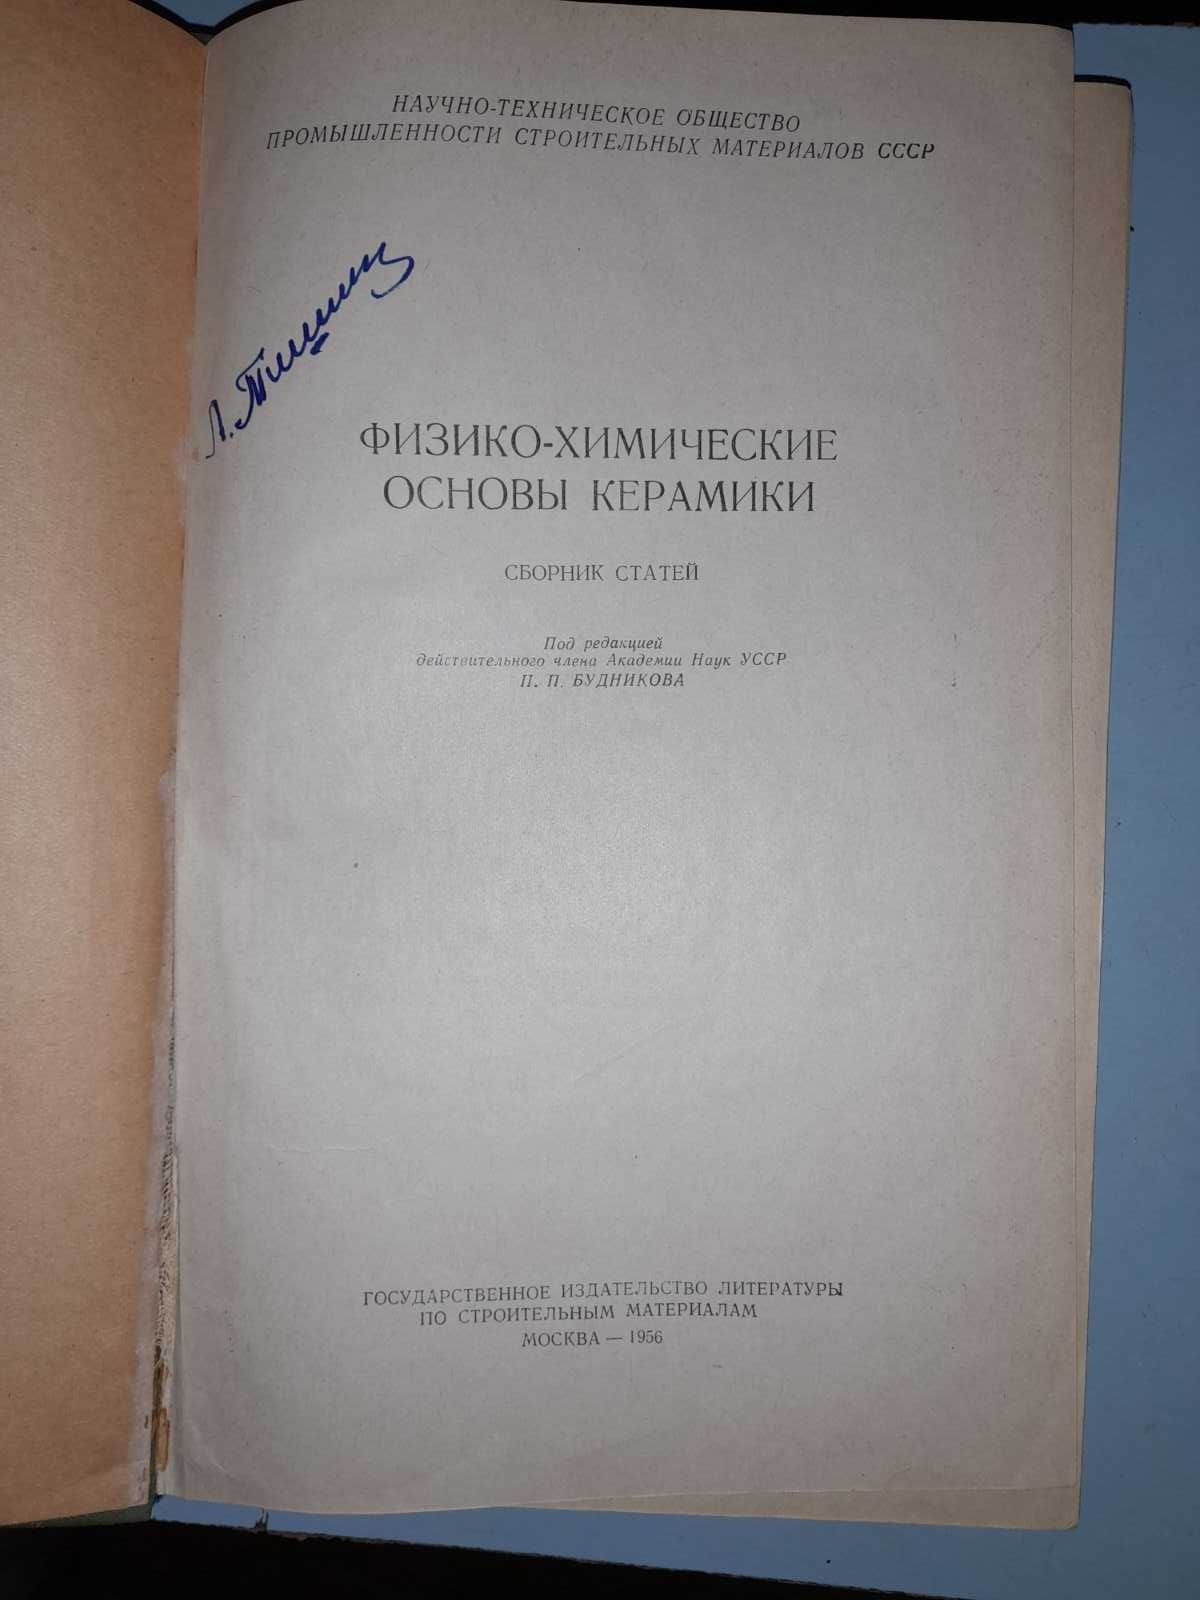 НАУЧНО-ТЕХНИЧЕСКОЕ ОБЩЕСТВО
ПРОМЫШЛЕННОСТИ СТРОИТЕЛЬНЫХ МАТЕРИАЛОВ СССР
ФИЗИКО-ХИМИЧЕСКИЕ
ОСНОВЫ КЕРАМИКИ
СБОРНИК СТАТЕЙ
Под редакцией
действительного члена Академии Наук УССР
П. П. БУДНИКОВА
ГОСУДАРСТВЕННОЕ ИЗДАТЕЛЬСТВО ЛИТЕРАТУРЫ
ПО СТРОИТЕЛЬНЫМ МАТЕРИАЛАМ
МОСКВА — 1956